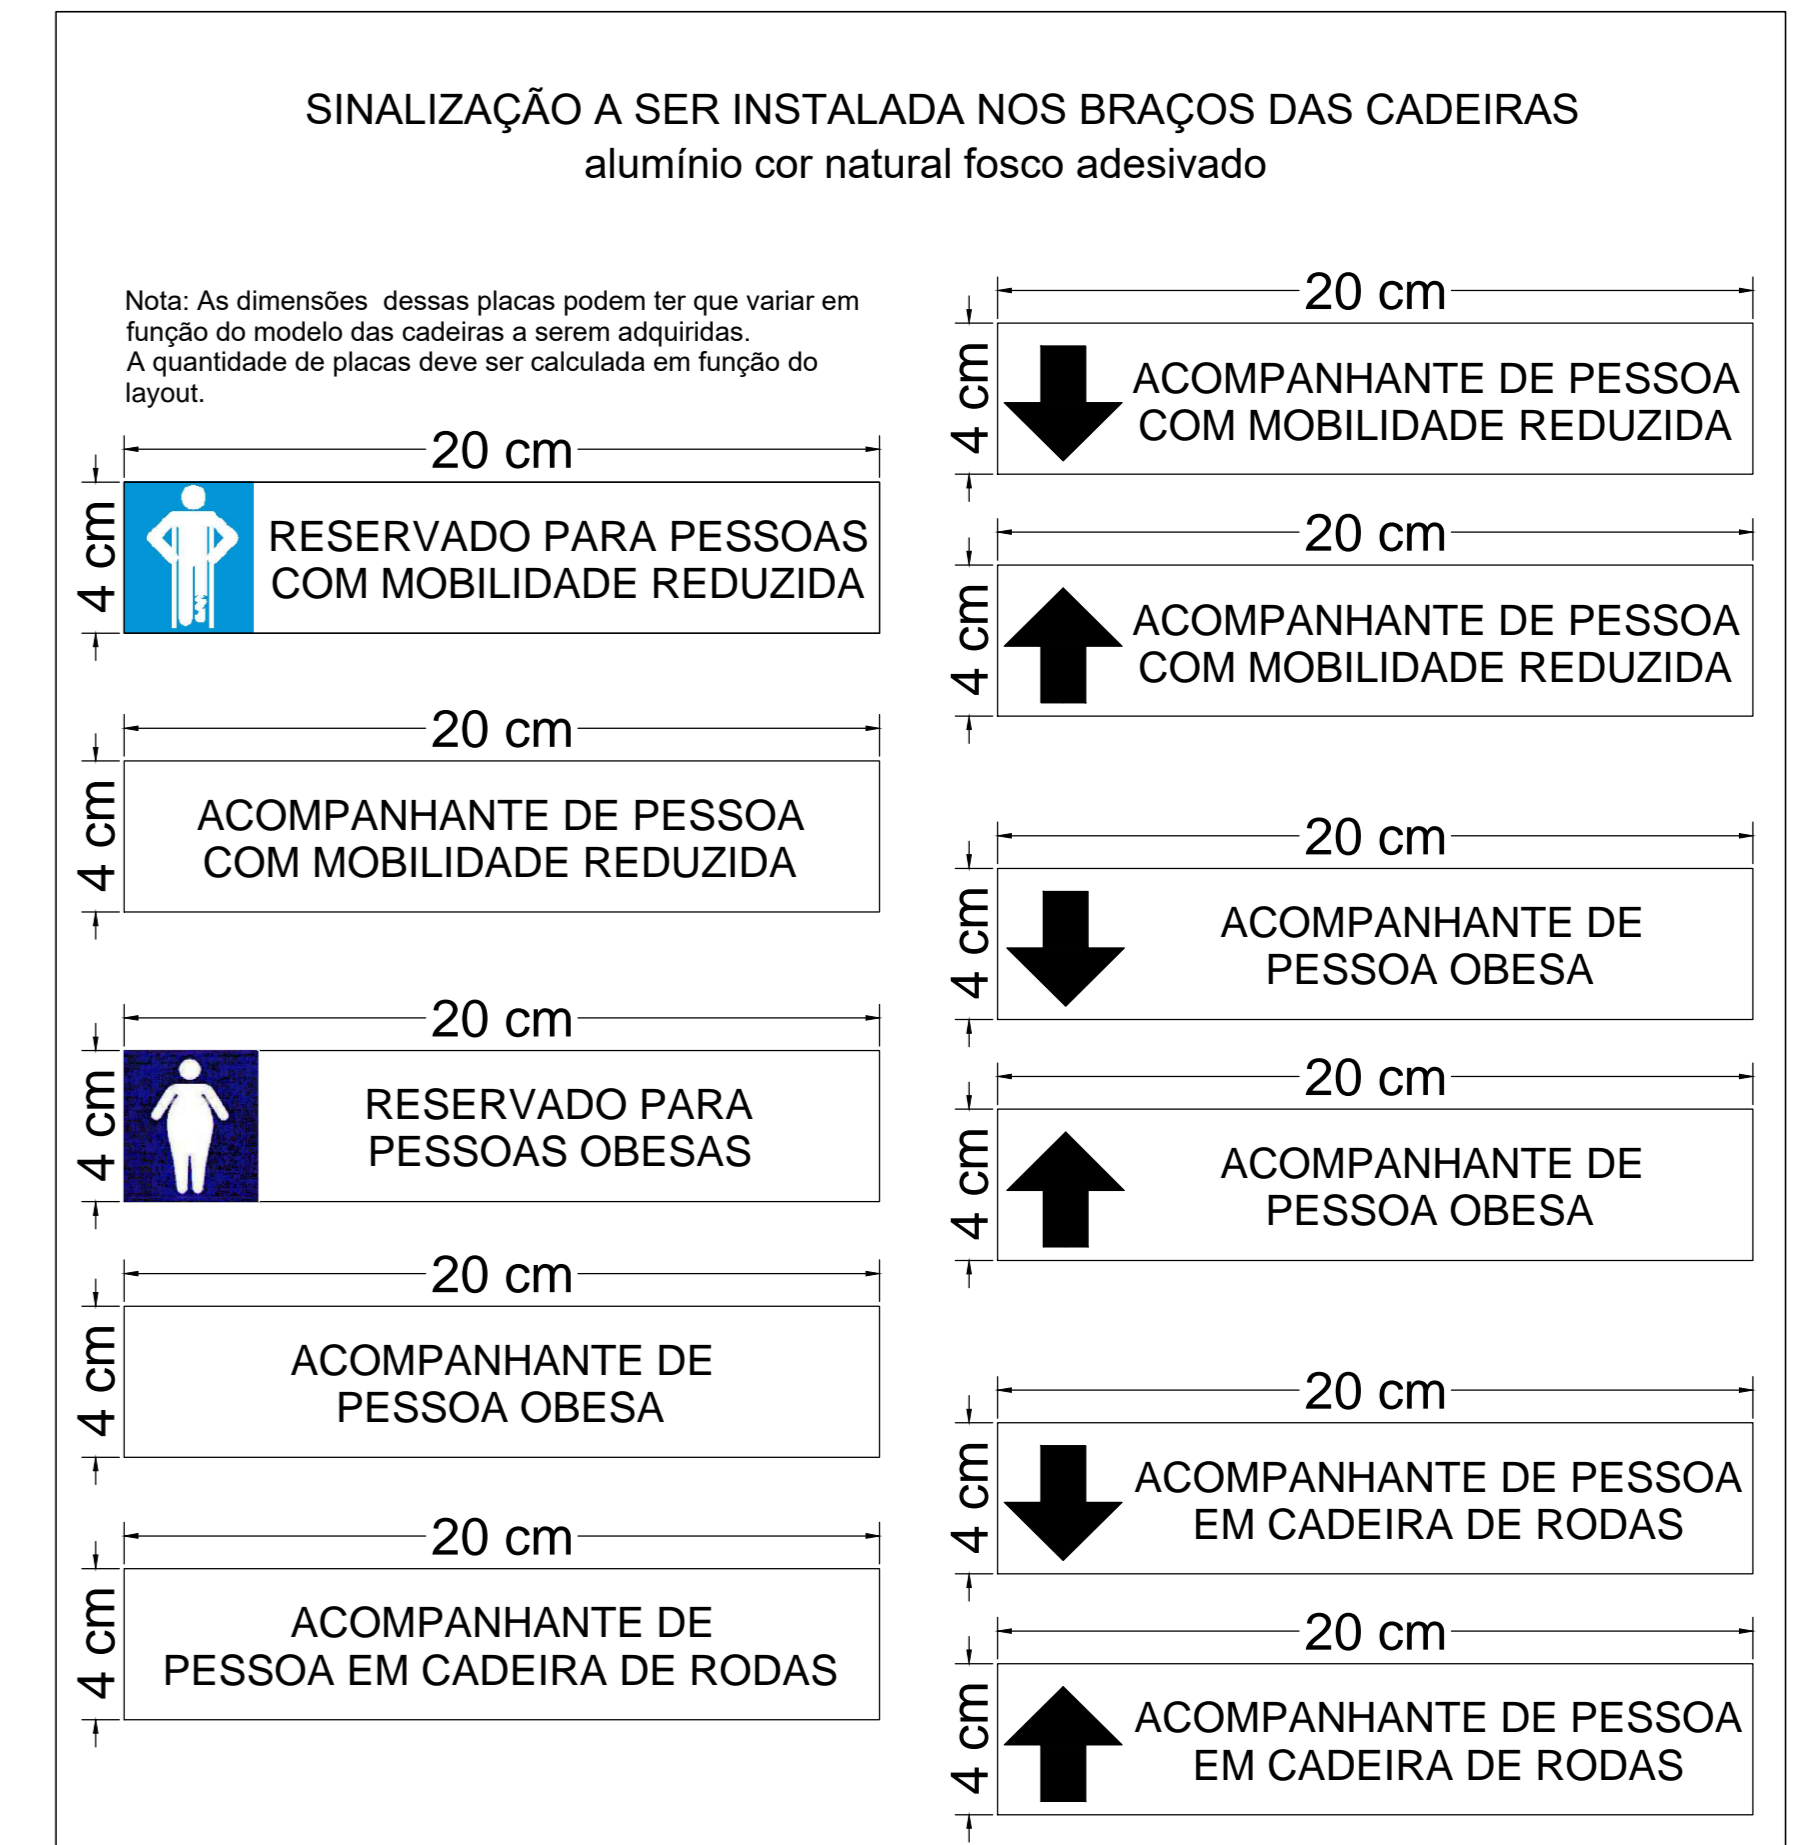 SINALIZAÇÃO A SER INSTALADA NOS BRAÇOS DAS CADEIRAS
alumínio cor natural fosco adesivado
Nota: As dimensões dessas placas podem ter que variar em
função do modelo das cadeiras a serem adquiridas.
A quantidade de placas deve ser calculada em função do
layout.
20 cm
4 cm
RESERVADO PARA PESSOAS
COM MOBILIDADE REDUZIDA
20 cm
4 cm
ACOMPANHANTE DE PESSOA
COM MOBILIDADE REDUZIDA
20 cm
4 cm
RESERVADO PARA
PESSOAS OBESAS
20 cm
4 cm
ACOMPANHANTE DE
PESSOA OBESA
20 cm
4 cm
ACOMPANHANTE DE
PESSOA EM CADEIRA DE RODAS
20 cm
4 cm
ACOMPANHANTE DE PESSOA
COM MOBILIDADE REDUZIDA
20 cm
4 cm
ACOMPANHANTE DE PESSOA
COM MOBILIDADE REDUZIDA
20 cm
4 cm
ACOMPANHANTE DE
PESSOA OBESA
20 cm
4 cm
ACOMPANHANTE DE
PESSOA OBESA
20 cm
4 cm
ACOMPANHANTE DE PESSOA
EM CADEIRA DE RODAS
20 cm
4 cm
ACOMPANHANTE DE PESSOA
EM CADEIRA DE RODAS